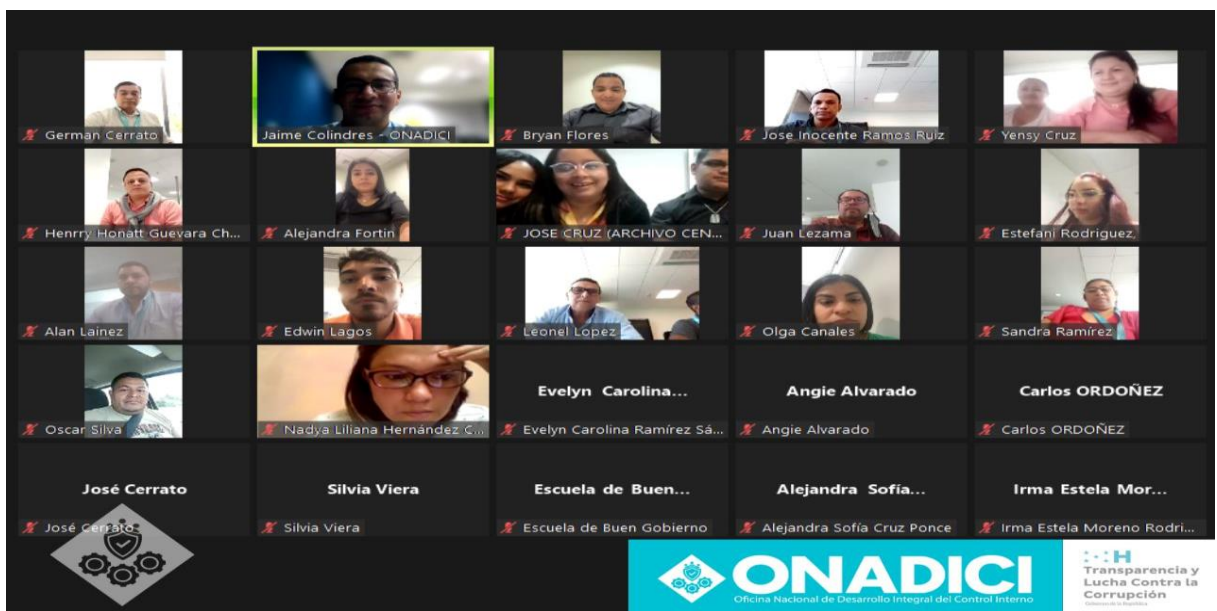 German Cerrato
Jaime Colindres - ONADICI
Bryan Flores
Jose Inocente Ramos Ruiz
Yensy Cruz
Henrry Honatt Guevara Ch...
Alejandra Fortin
JOSE CRUZ (ARCHIVO CEN...
Juan Lezama
Estefani Rodriguez,
Alan Lainez
Edwin Lagos
Leonel Lopez
Olga Canales
Sandra Ramírez
Oscar Silva
Nadya Liliana Hernández C...
Evelyn Carolina...
Evelyn Carolina Ramírez Sá...
Angie Alvarado
Angie Alvarado
Carlos ORDOÑEZ
Carlos ORDOÑEZ
José Cerrato
José Cerrato
Silvia Viera
Silvia Viera
Escuela de Buen...
Escuela de Buen Gobierno
Alejandra Sofía...
Alejandra Sofía Cruz Ponce
Irma Estela Mor...
Irma Estela Moreno Rodri...
ONADICI
Oficina Nacional de Desarrollo Integral del Control Interno
H
Transparencia y
Lucha Contra la
Corrupción